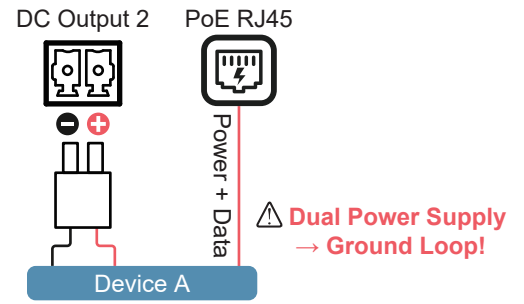 DC Output 2
PoE RJ45
Power + Data
⚠ Dual Power Supply
→ Ground Loop!
Device A